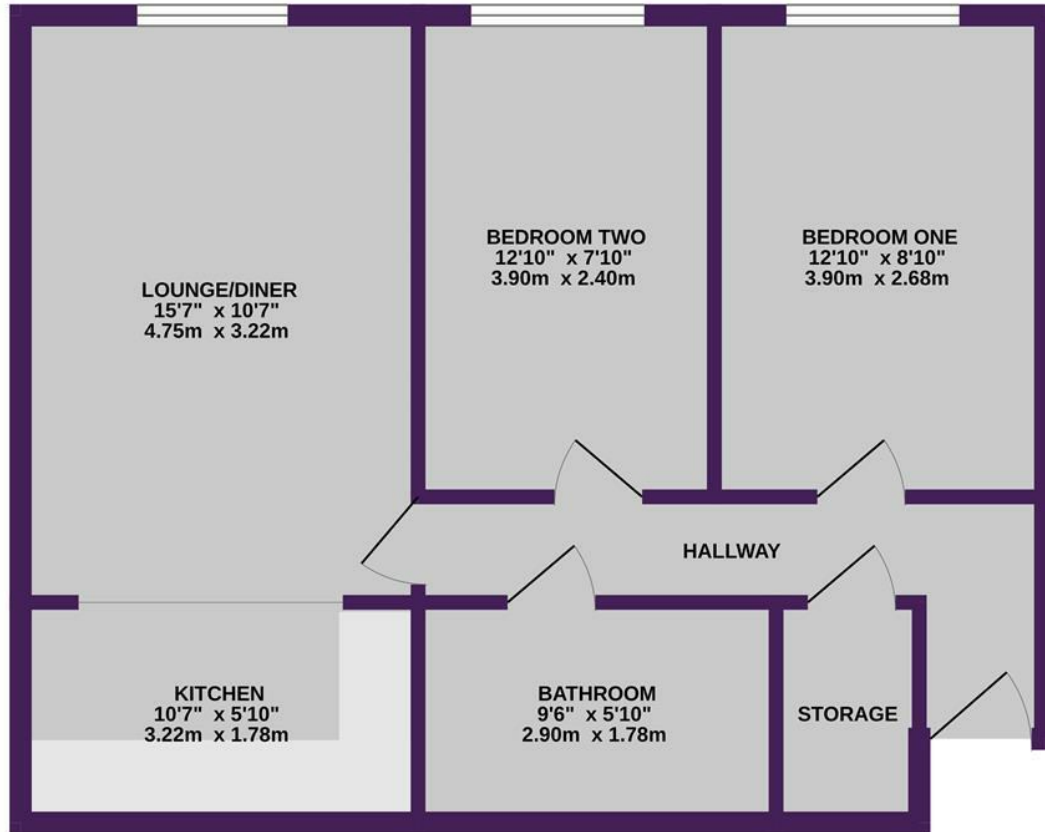 LOUNGE/DINER
15'7" x 10'7"
4.75m x 3.22m
BEDROOM TWO
12'10" x 7'10"
3.90m x 2.40m
BEDROOM ONE
12'10" x 8'10"
3.90m x 2.68m
HALLWAY
KITCHEN
10'7" x 5'10"
3.22m x 1.78m
BATHROOM
9'6" x 5'10"
2.90m x 1.78m
STORAGE